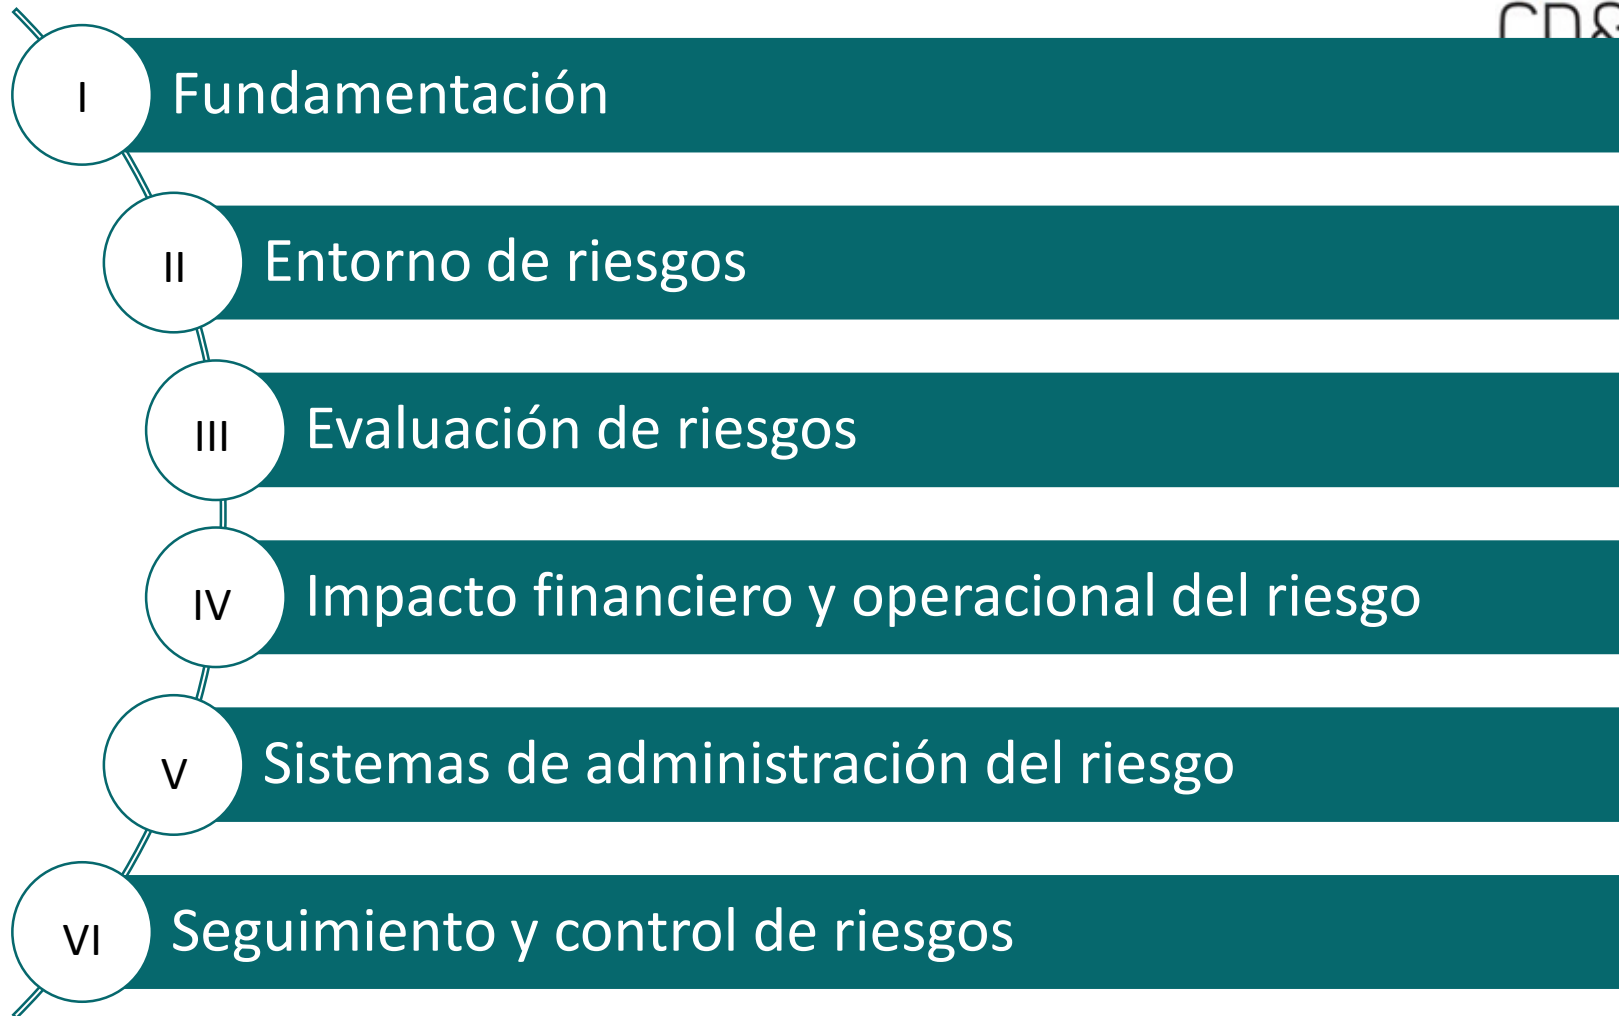 CD&
I
Fundamentación
II
Entorno de riesgos
III
Evaluación de riesgos
IV
Impacto financiero y operacional del riesgo
V
Sistemas de administración del riesgo
VI
Seguimiento y control de riesgos